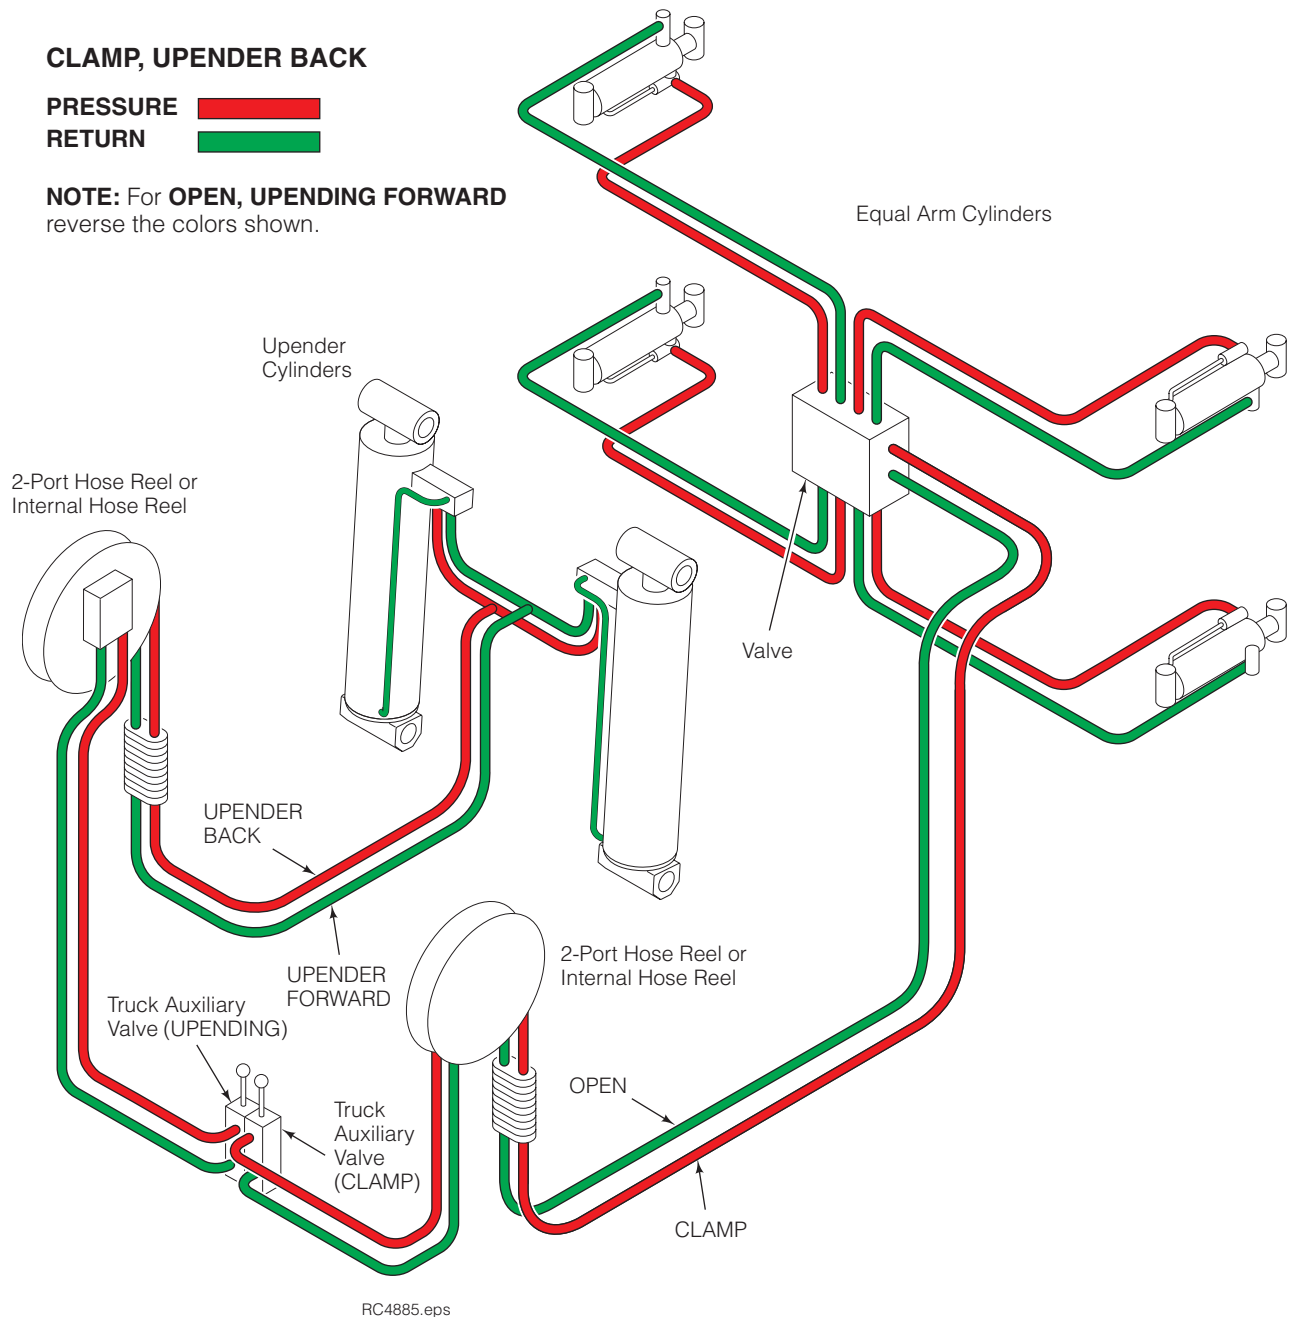 CLAMP, UPENDER BACK
PRESSURE
RETURN
NOTE: For OPEN, UPENDING FORWARD
reverse the colors shown.
Equal Arm Cylinders
Upender
Cylinders
2-Port Hose Reel or
Internal Hose Reel
Valve
UPENDER
BACK
UPENDER
FORWARD
2-Port Hose Reel or
Internal Hose Reel
Truck Auxiliary
Valve (UPENDING)
OPEN
Truck
Auxiliary
Valve
(CLAMP)
CLAMP
RC4885.eps